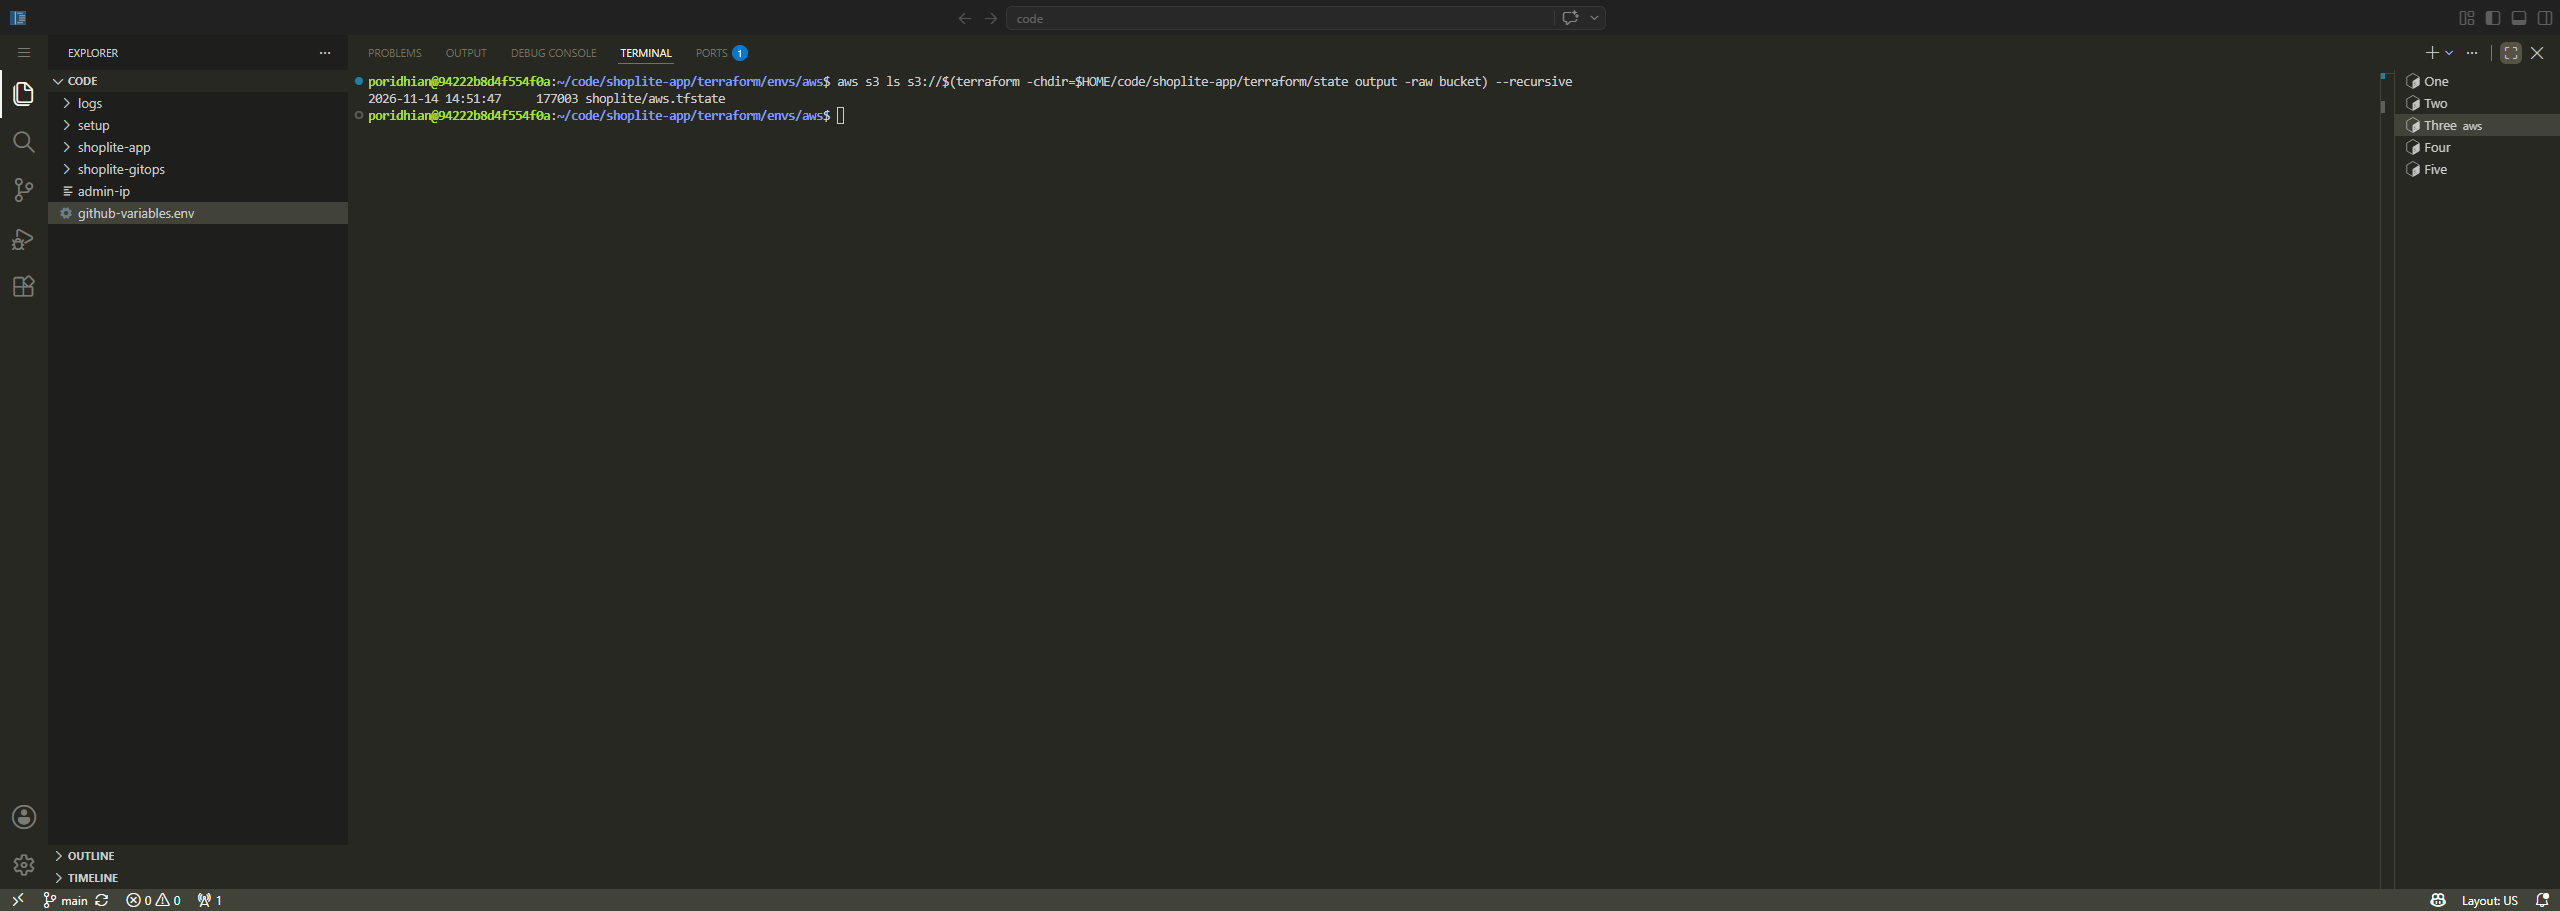 code
EXPLORER
PROBLEMS OUTPUT DEBUG CONSOLE TERMINAL PORTS 1
CODE
logs
setup
shoplite-app
shoplite-gitops
admin-ip
github-variables.env
poridhian@94222b8d4f554f0a:~/code/shoplite-app/terraform/envs/aws$ aws s3 ls s3://$(terraform -chdir=$HOME/code/shoplite-app/terraform/state output -raw bucket) --recursive
2026-11-14 14:51:47     177003 shoplite/aws.tfstate
poridhian@94222b8d4f554f0a:~/code/shoplite-app/terraform/envs/aws$
One
Two
Three aws
Four
Five
OUTLINE
TIMELINE
main 0 0 1
Layout: US